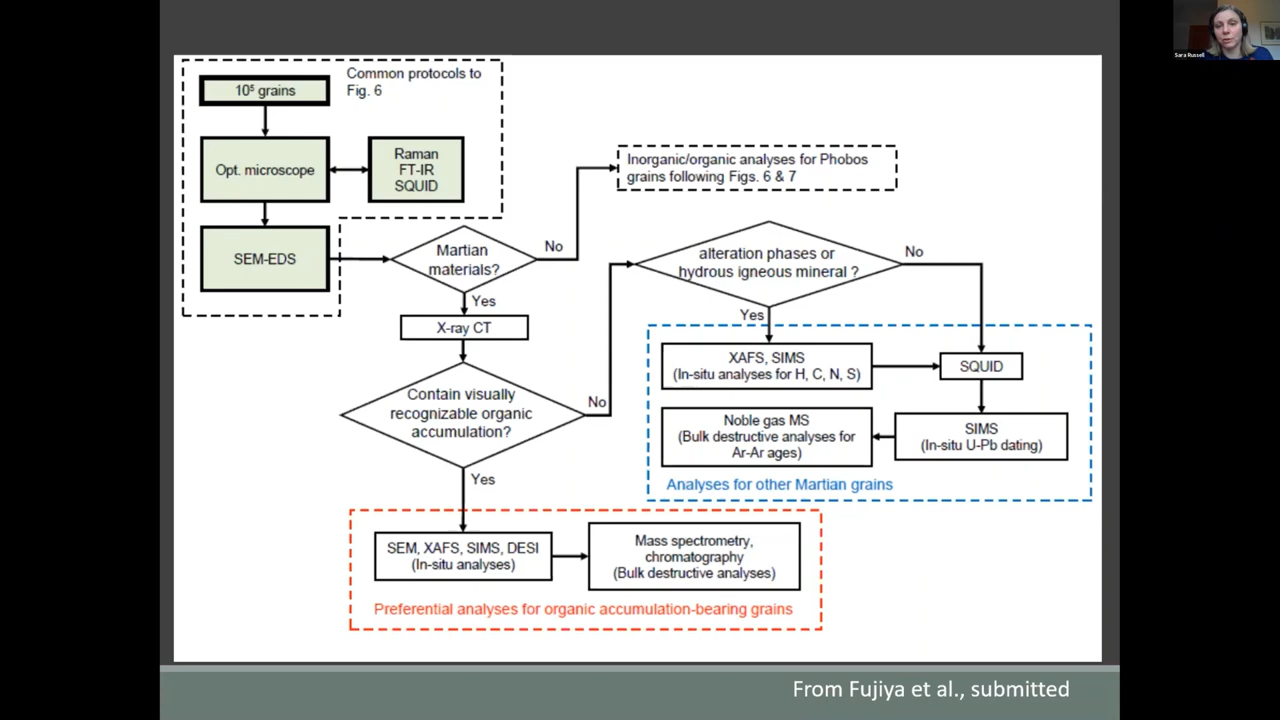 Sara Russell
Common protocols to
Fig. 6
10⁵ grains
Opt. microscope
Raman
FT-IR
SQUID
SEM-EDS
Martian
materials?
No
Inorganic/organic analyses for Phobos
grains following Figs. 6 & 7
Yes
X-ray CT
Contain visually
recognizable organic
accumulation?
No
alteration phases or
hydrous igneous mineral ?
No
Yes
XAFS, SIMS
(In-situ analyses for H, C, N, S)
SQUID
SIMS
(In-situ U-Pb dating)
Noble gas MS
(Bulk destructive analyses for
Ar-Ar ages)
Analyses for other Martian grains
Yes
SEM, XAFS, SIMS, DESI
(In-situ analyses)
Mass spectrometry,
chromatography
(Bulk destructive analyses)
Preferential analyses for organic accumulation-bearing grains
From Fujiya et al., submitted